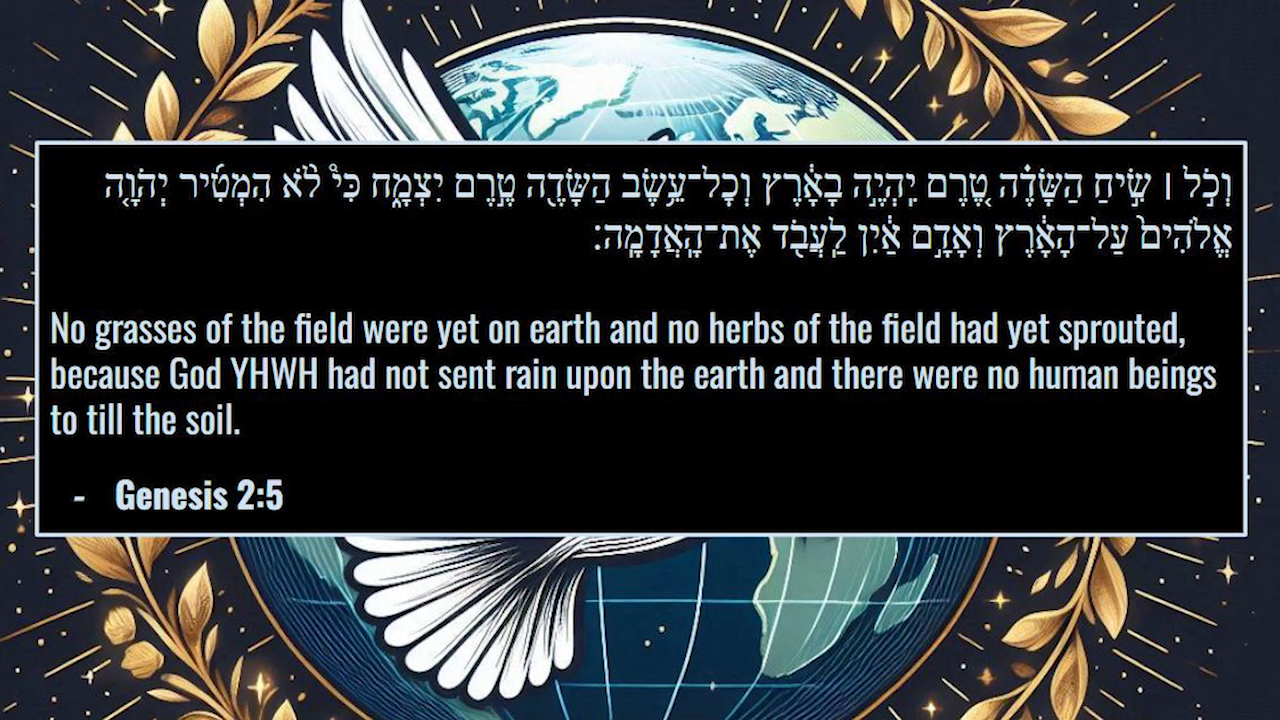 וְכֹ֣ל ׀ שִׂ֣יחַ הַשָּׂדֶ֗ה טֶ֚רֶם יִֽהְיֶ֣ה בָאָ֔רֶץ וְכׇל־עֵ֥שֶׂב הַשָּׂדֶ֖ה טֶ֣רֶם יִצְמָ֑ח כִּי֩ לֹ֨א הִמְטִ֜יר יְהֹוָ֤ה
אֱלֹהִים֙ עַל־הָאָ֔רֶץ וְאָדָ֣ם אַ֔יִן לַֽעֲבֹ֖ד אֶת־הָֽאֲדָמָֽה׃
No grasses of the field were yet on earth and no herbs of the field had yet sprouted,
because God YHWH had not sent rain upon the earth and there were no human beings
to till the soil.
- Genesis 2:5